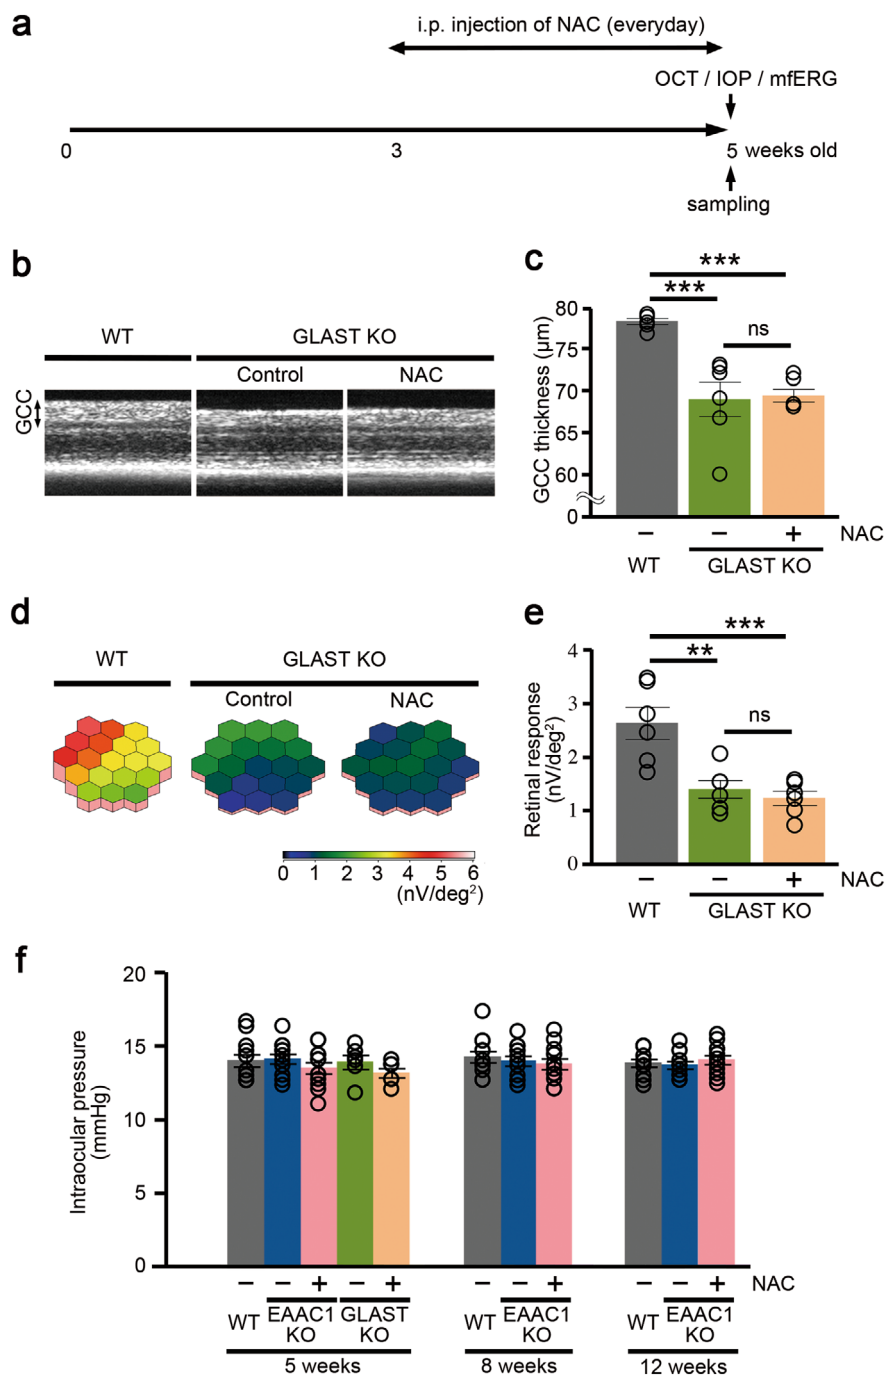 a
i.p. injection of NAC (everyday)
OCT / IOP / mfERG
0 3 5 weeks old
sampling
b
WT GLAST KO
Control NAC
GCC
c
*** 
***
ns
GCC thickness (μm)
80
75
70
65
60
0
− − + NAC
WT GLAST KO
d
WT GLAST KO
Control NAC
0 1 2 3 4 5 6
(nV/deg²)
e
***
**
ns
Retinal response
(nV/deg²)
4
3
2
1
0
− − + NAC
WT GLAST KO
f
Intraocular pressure
(mmHg)
20
15
10
5
0
− − + − + − − + − − + NAC
WT EAAC1 KO GLAST KO WT EAAC1 KO WT EAAC1 KO
5 weeks 8 weeks 12 weeks